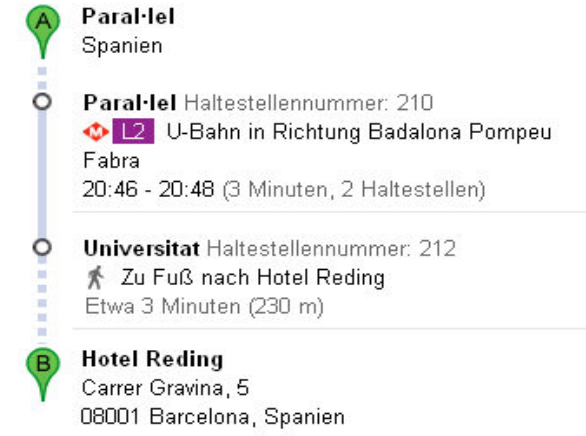 A
Paral·lel
Spanien
Paral·lel Haltestellennummer: 210
M L2 U-Bahn in Richtung Badalona Pompeu
Fabra
20:46 - 20:48 (3 Minuten, 2 Haltestellen)
Universitat Haltestellennummer: 212
Zu Fuß nach Hotel Reding
Etwa 3 Minuten (230 m)
B
Hotel Reding
Carrer Gravina, 5
08001 Barcelona, Spanien